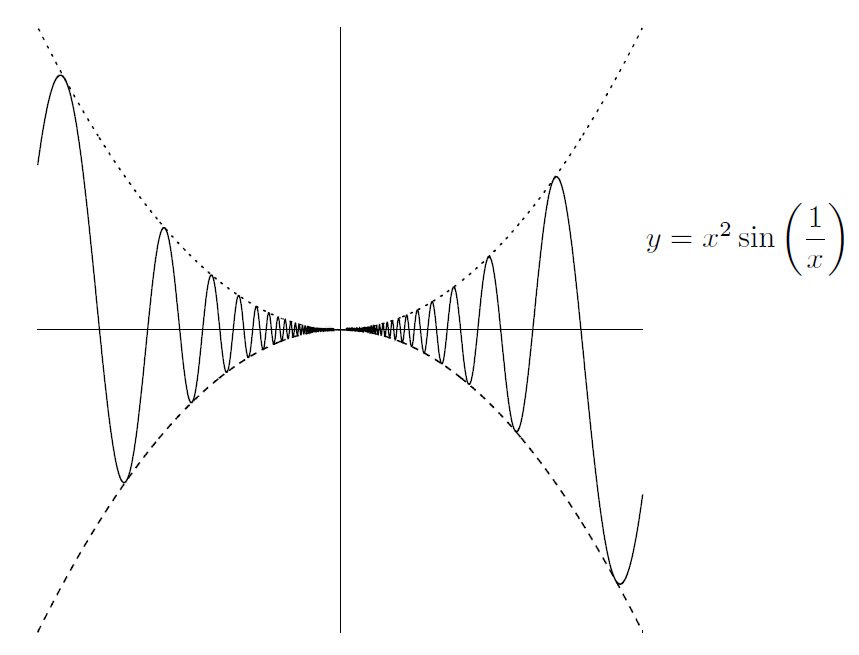 y = x² sin (1/x)